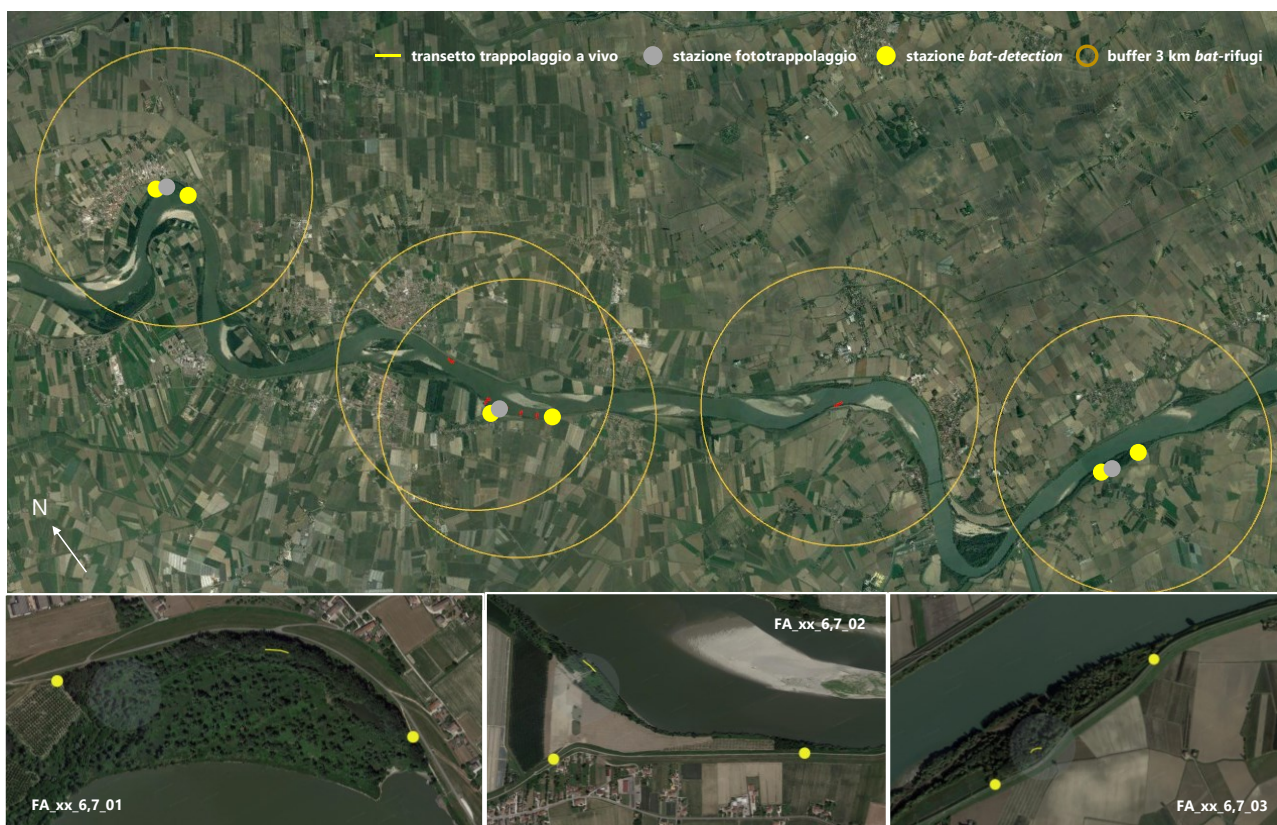 transetto trappolaggio a vivo
stazione fototrappolaggio
stazione bat-detection
buffer 3 km bat-rifugi
N
FA_xx_6,7_01
FA_xx_6,7_02
FA_xx_6,7_03